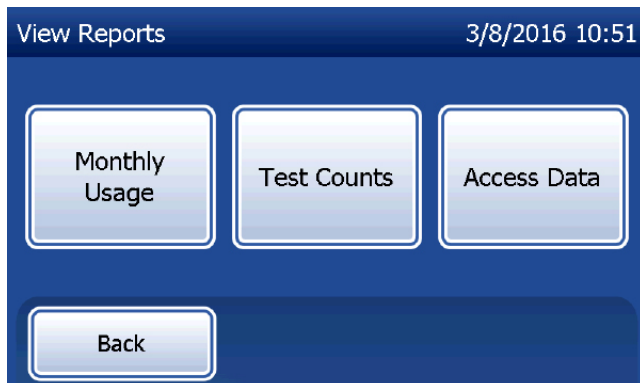 View Reports 3/8/2016 10:51
Monthly
Usage
Test Counts
Access Data
Back